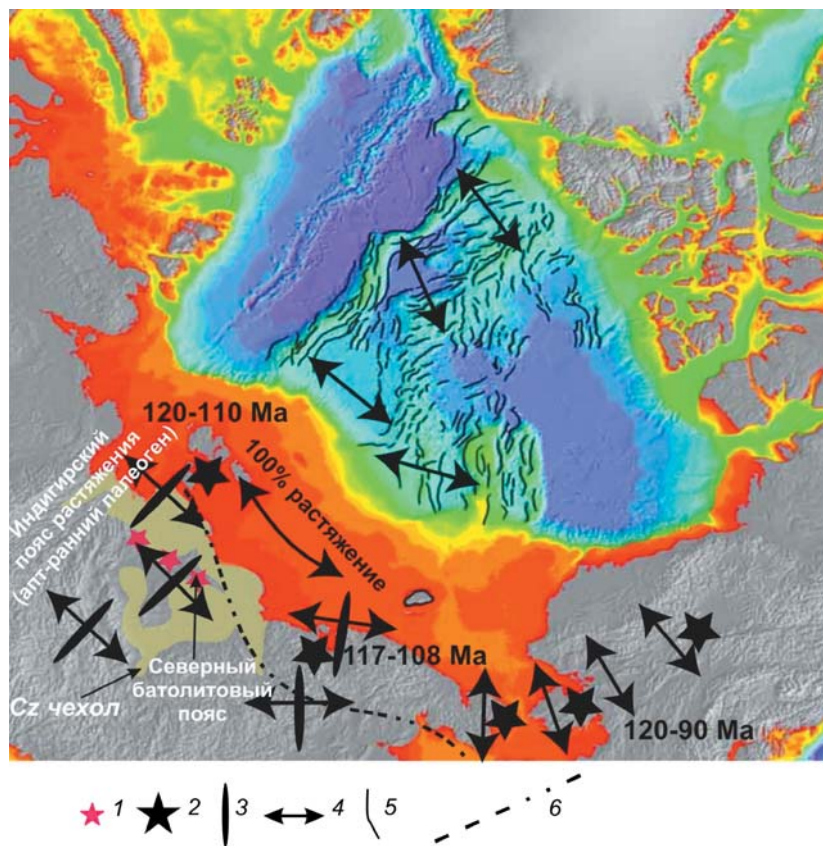 120-110 Ma
Индигирский
пояс растяжения
(апт-ранний палеоген)
100% растяжение
117-108 Ma
Северный
батолитовый
пояс
Cz чехол
120-90 Ma
1 2 3 4 5 6